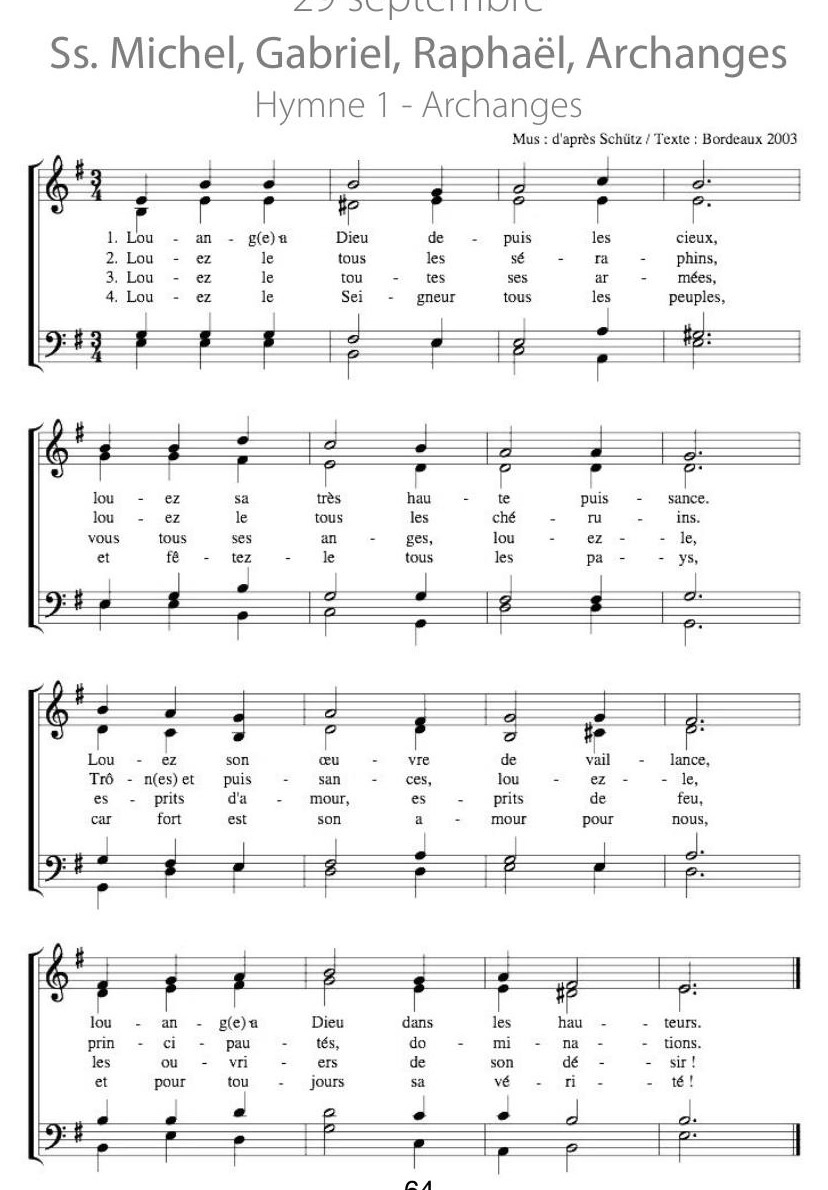 29 septembre
Ss. Michel, Gabriel, Raphaël, Archanges
Hymne 1 - Archanges
Mus : d'après Schütz / Texte : Bordeaux 2003
1. Lou - an - g(e) à Dieu de - puis les cieux,
2. Lou - ez le tous les sé - ra - phins,
3. Lou - ez le tou - tes ses ar - mées,
4. Lou - ez le Sei - gneur tous les peuples,
lou - ez sa très hau - te puis - sance.
lou - ez le tous les ché - ru - ins.
vous tous ses an - ges, lou - ez - le,
et fê - tez - le tous les pa - ys,
Lou - ez son œu - vre de vail - lance,
Trô - n(es) et puis - san - ces, lou - ez - le,
es - prits d'a - mour, es - prits de feu,
car fort est son a - mour pour nous,
lou - an - g(e) à Dieu dans les hau - teurs.
prin - ci - pau - tés, do - mi - na - tions.
les ou - vri - ers de son dé - sir !
et pour tou - jours sa vé - ri - té !
64